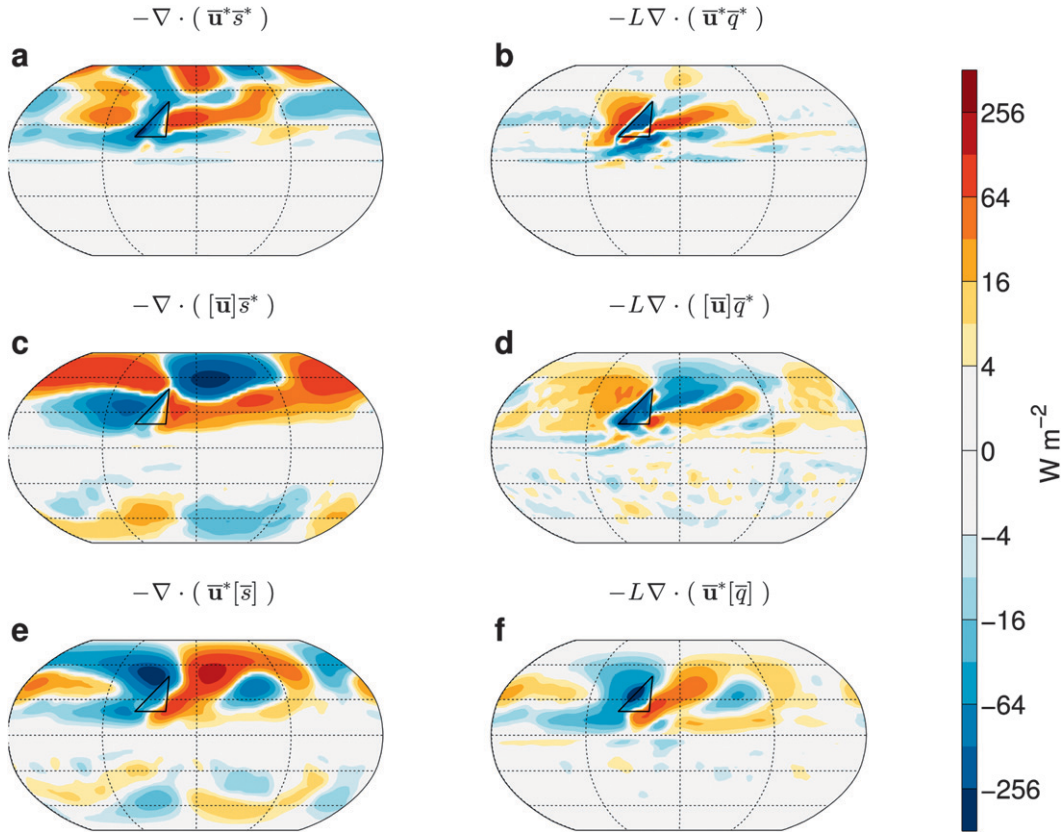 −∇ · ( u̅* s̅* )
−L∇ · ( u̅* q̅* )
a
b
−∇ · ( [u̅] s̅* )
−L∇ · ( [u̅] q̅* )
c
d
−∇ · ( u̅* [s̅] )
−L∇ · ( u̅* [q̅] )
e
f
256
64
16
4
0
−4
−16
−64
−256
W m⁻²